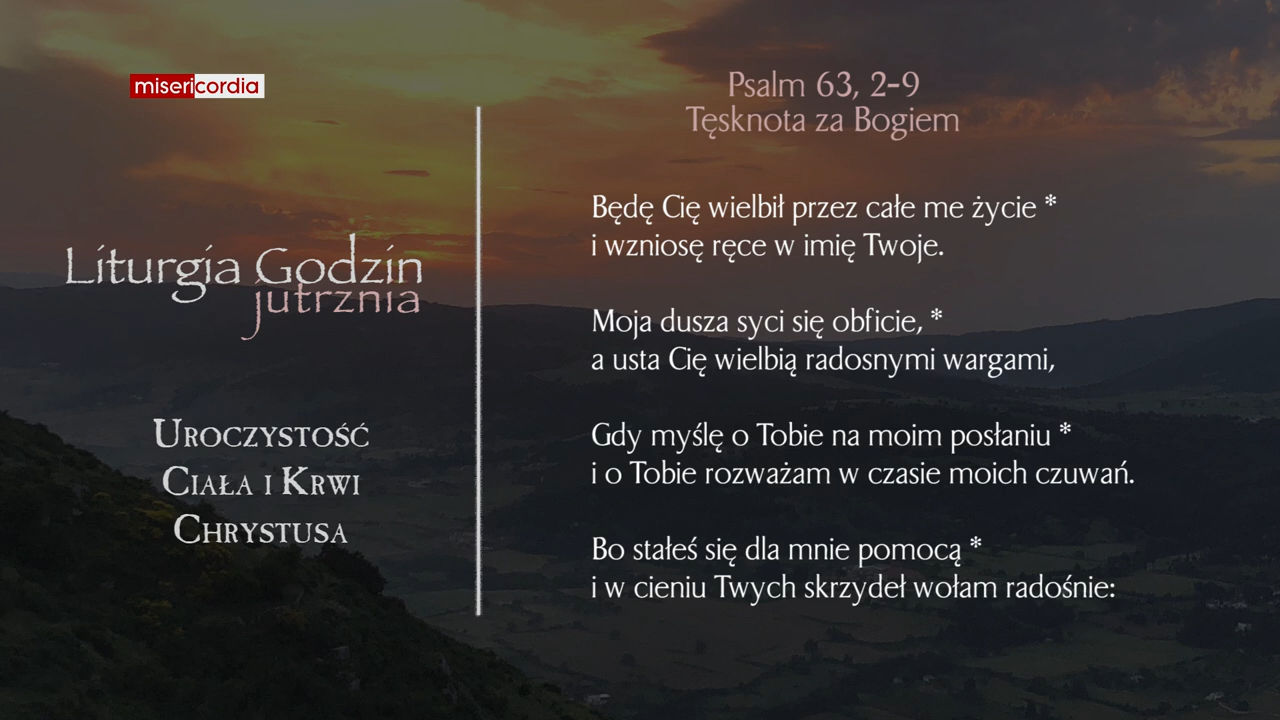 misericordia
Liturgia Godzin
jutrznia
Uroczystość
Ciała i Krwi
Chrystusa
Psalm 63, 2-9
Tęsknota za Bogiem
Będę Cię wielbił przez całe me życie *
i wzniosę ręce w imię Twoje.
Moja dusza syci się obficie, *
a usta Cię wielbią radosnymi wargami,
Gdy myślę o Tobie na moim posłaniu *
i o Tobie rozważam w czasie moich czuwań.
Bo stałeś się dla mnie pomocą *
i w cieniu Twych skrzydeł wołam radośnie: